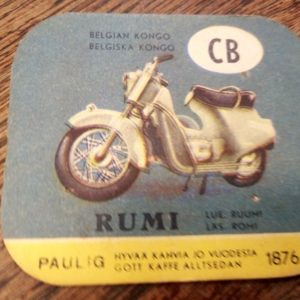 BELGIAN KONGO
BELGISKA KONGO
CB
RUMI
LUE: RUUMI
LÄS: ROMI
PAULIG
HYVÄÄ KAHVIA JO VUODESTA
GOTT KAFFE ALLTSEDAN
1876